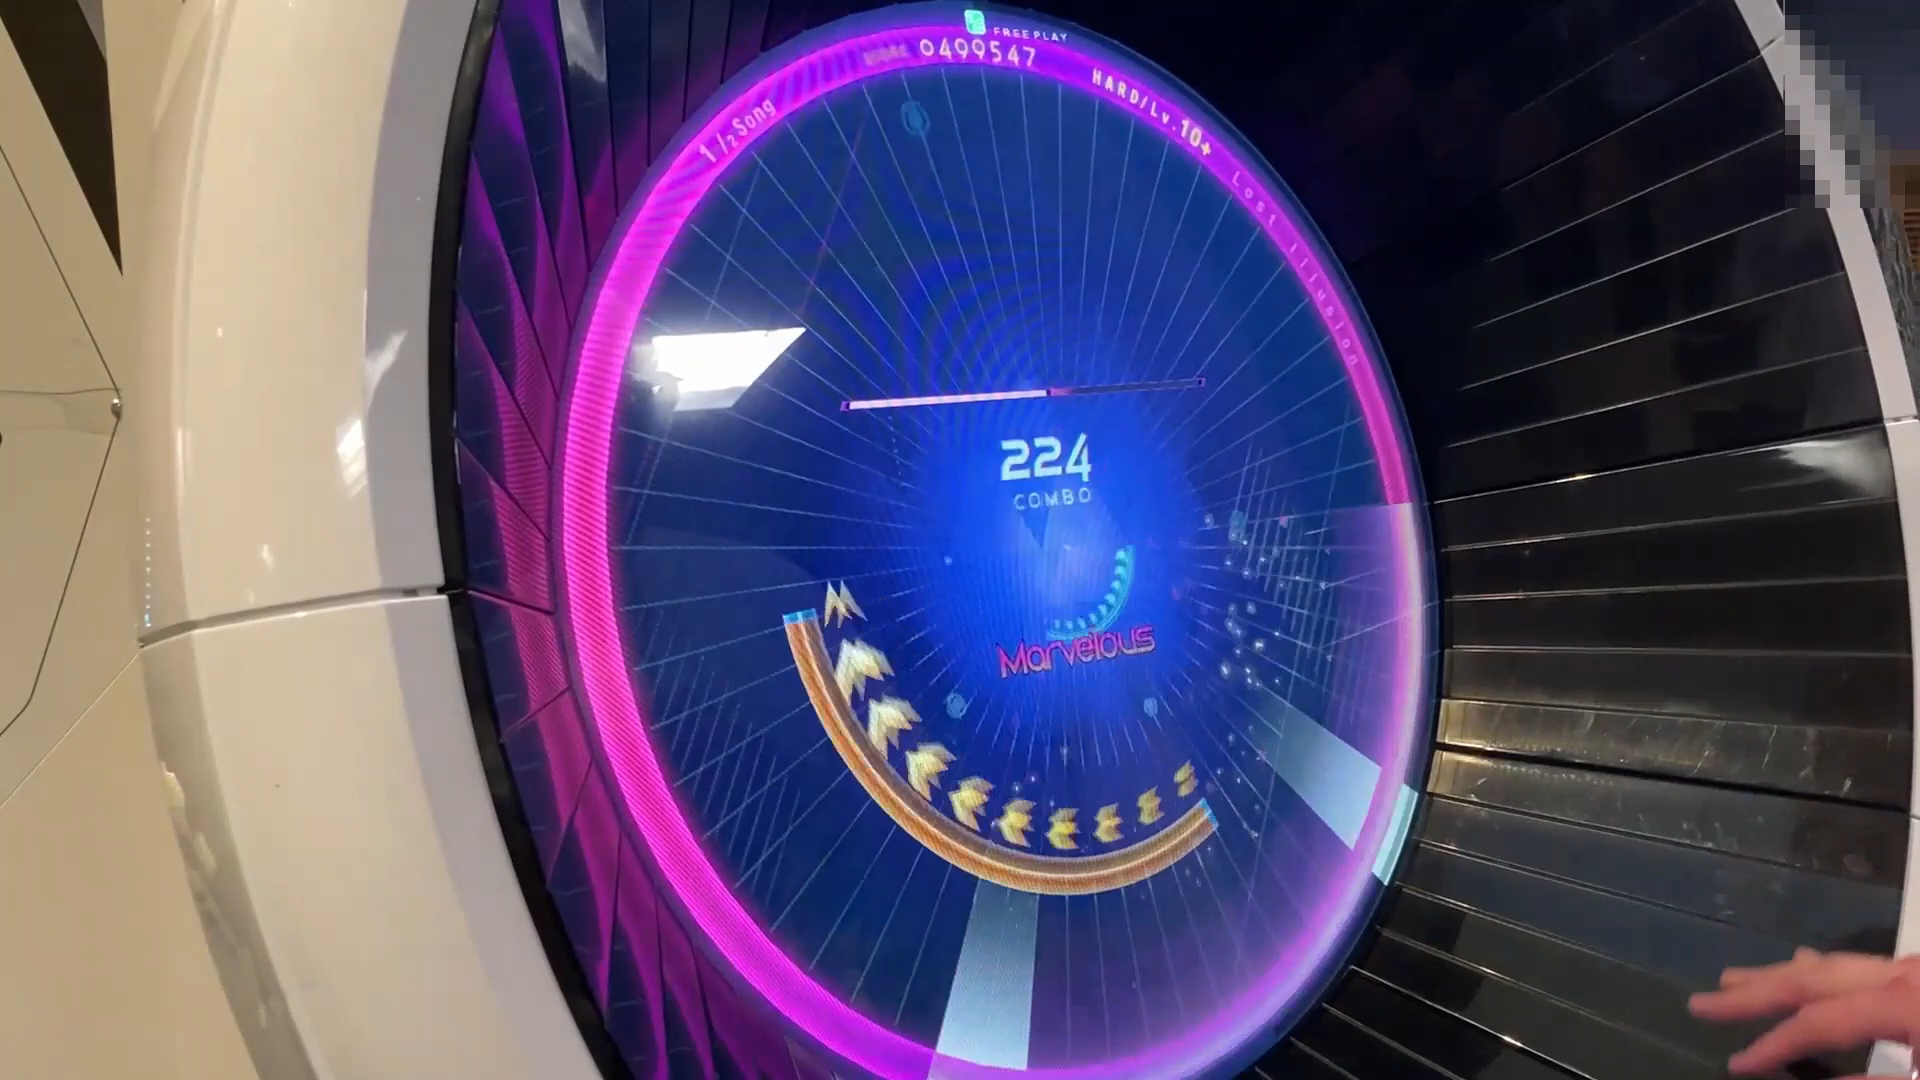 FREE PLAY
0499547
1/2 Song
HARD/Lv.10+
Lost Illusion
224
COMBO
Marvelous